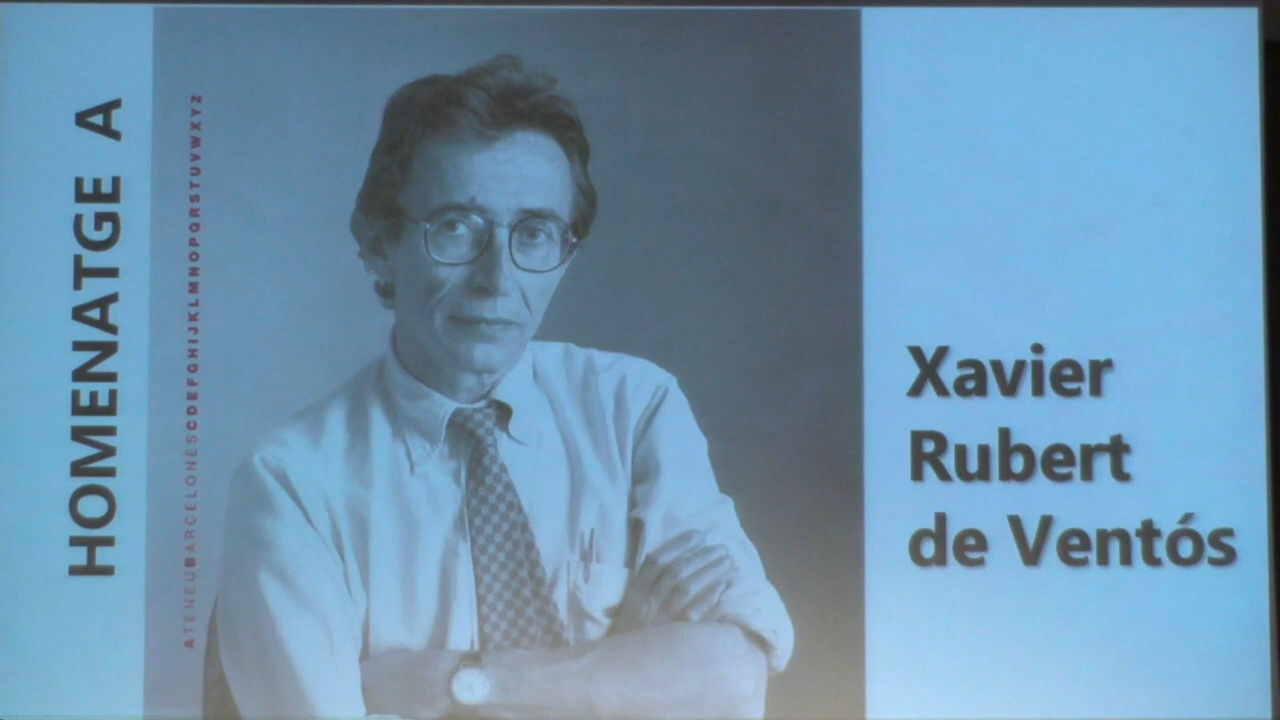 HOMENATGE A
ATENEUBARCELONÈSCDEFGHIJKLMNOPQRSTUVWXYZ
Xavier
Rubert
de Ventós